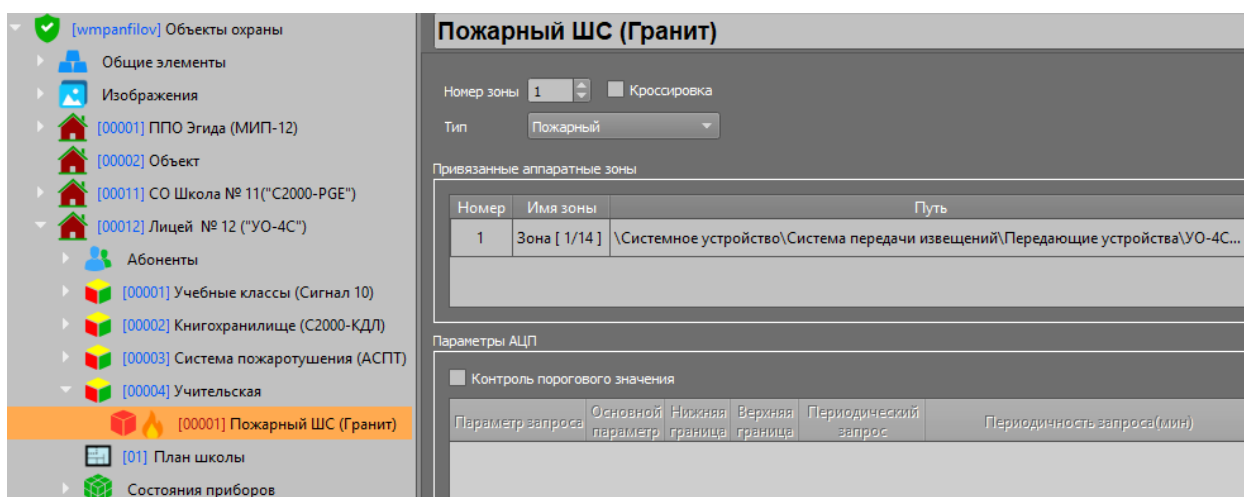 [wmpanfilov] Объекты охраны
Общие элементы
Изображения
[00001] ППО Эгида (МИП-12)
[00002] Объект
[00011] СО Школа № 11("С2000-PGE")
[00012] Лицей № 12 ("УО-4С")
Абоненты
[00001] Учебные классы (Сигнал 10)
[00002] Книгохранилище (С2000-КДЛ)
[00003] Система пожаротушения (АСПТ)
[00004] Учительская
[00001] Пожарный ШС (Гранит)
[01] План школы
Состояния приборов
Пожарный ШС (Гранит)
Номер зоны 1 Кроссировка
Тип Пожарный
Привязанные аппаратные зоны
Номер Имя зоны Путь
1 Зона [ 1/14 ] \Системное устройство\Система передачи извещений\Передающие устройства\УО-4С...
Параметры АЦП
Контроль порогового значения
Параметр запроса Основной параметр Нижняя граница Верхняя граница Периодический запрос Периодичность запроса(мин)